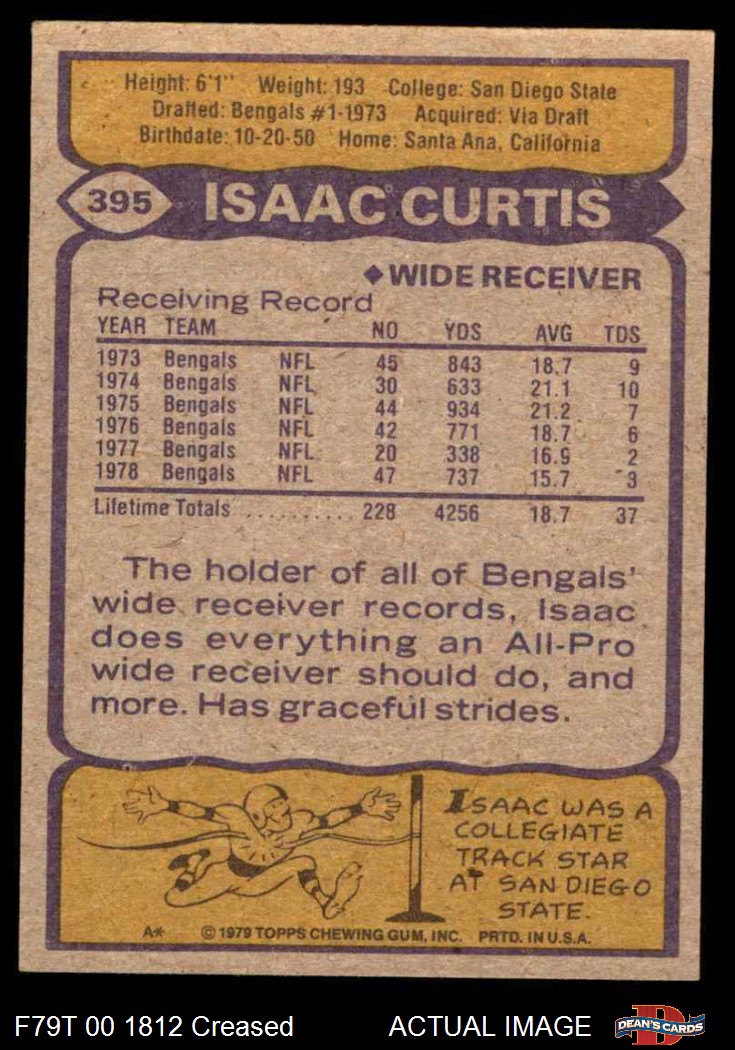 Height: 6'1" Weight: 193 College: San Diego State
Drafted: Bengals #1-1973 Acquired: Via Draft
Birthdate: 10-20-50 Home: Santa Ana, California
395 ISAAC CURTIS
◆WIDE RECEIVER
Receiving Record
YEAR TEAM NO YDS AVG TDS
1973 Bengals NFL 45 843 18.7 9
1974 Bengals NFL 30 633 21.1 10
1975 Bengals NFL 44 934 21.2 7
1976 Bengals NFL 42 771 18.7 6
1977 Bengals NFL 20 338 16.9 2
1978 Bengals NFL 47 737 15.7 3
Lifetime Totals .......... 228 4256 18.7 37
The holder of all of Bengals'
wide receiver records, Isaac
does everything an All-Pro
wide receiver should do, and
more. Has graceful strides.
ISAAC WAS A
COLLEGIATE
TRACK STAR
AT SAN DIEGO
STATE.
A* © 1979 TOPPS CHEWING GUM, INC. PRTD. IN U.S.A.
F79T 00 1812 Creased ACTUAL IMAGE D DEAN'S CARDS